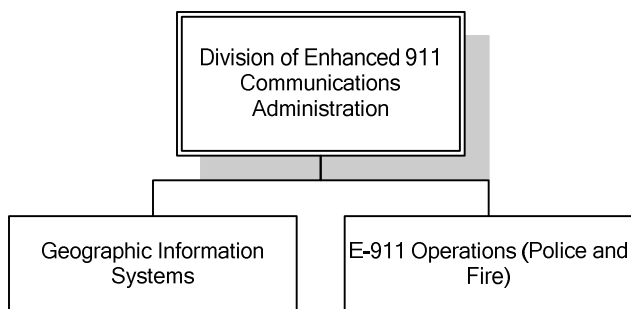 Division of Enhanced 911
Communications
Administration
Geographic Information
Systems
E-911 Operations (Police and
Fire)